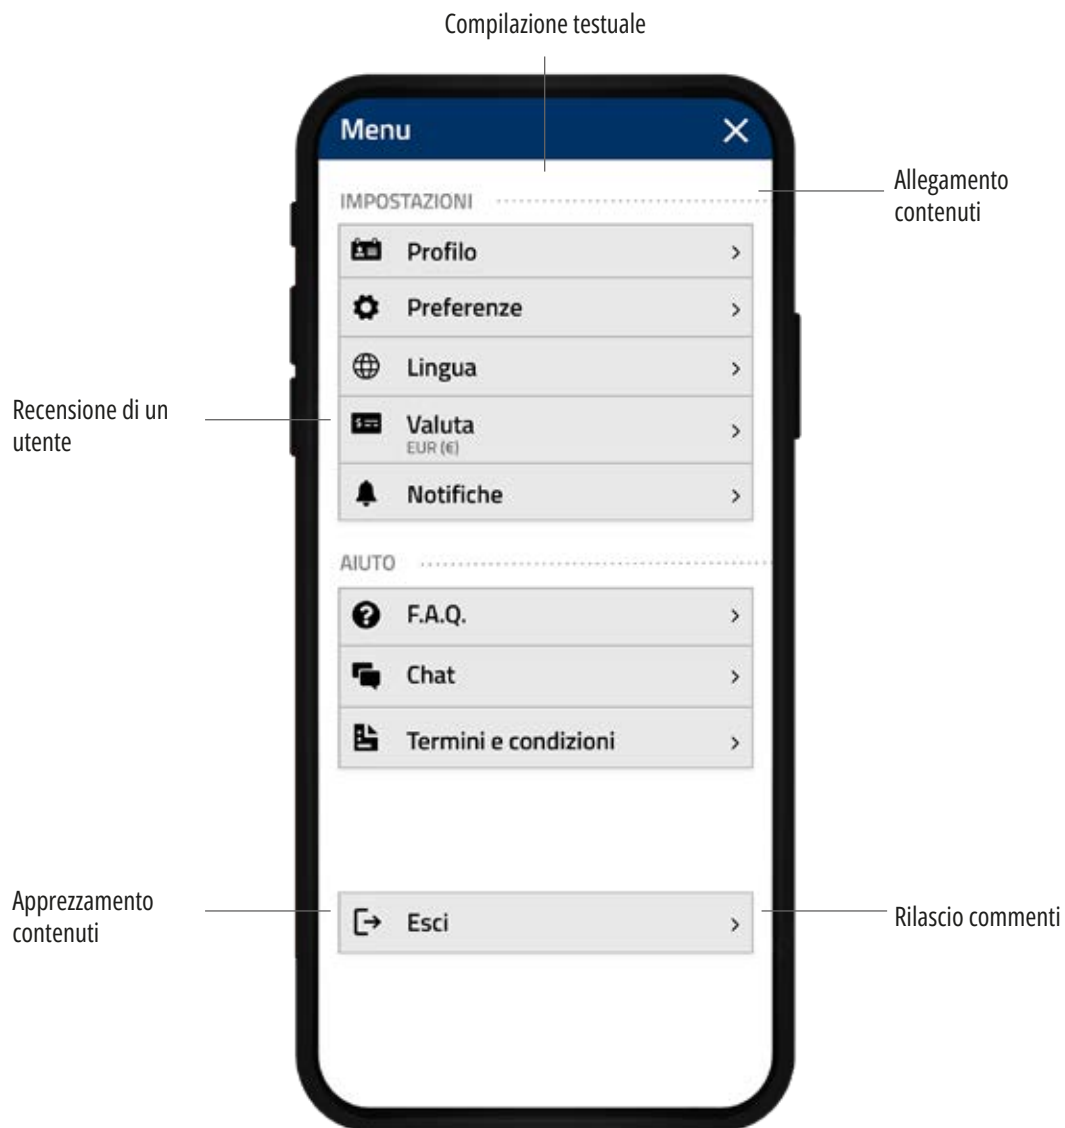 Compilazione testuale
Menu
Allegamento
contenuti
IMPOSTAZIONI
Profilo
Preferenze
Lingua
Recensione di un
utente
Valuta
EUR (€)
Notifiche
AIUTO
F.A.Q.
Chat
Termini e condizioni
Apprezzamento
contenuti
Esci
Rilascio commenti